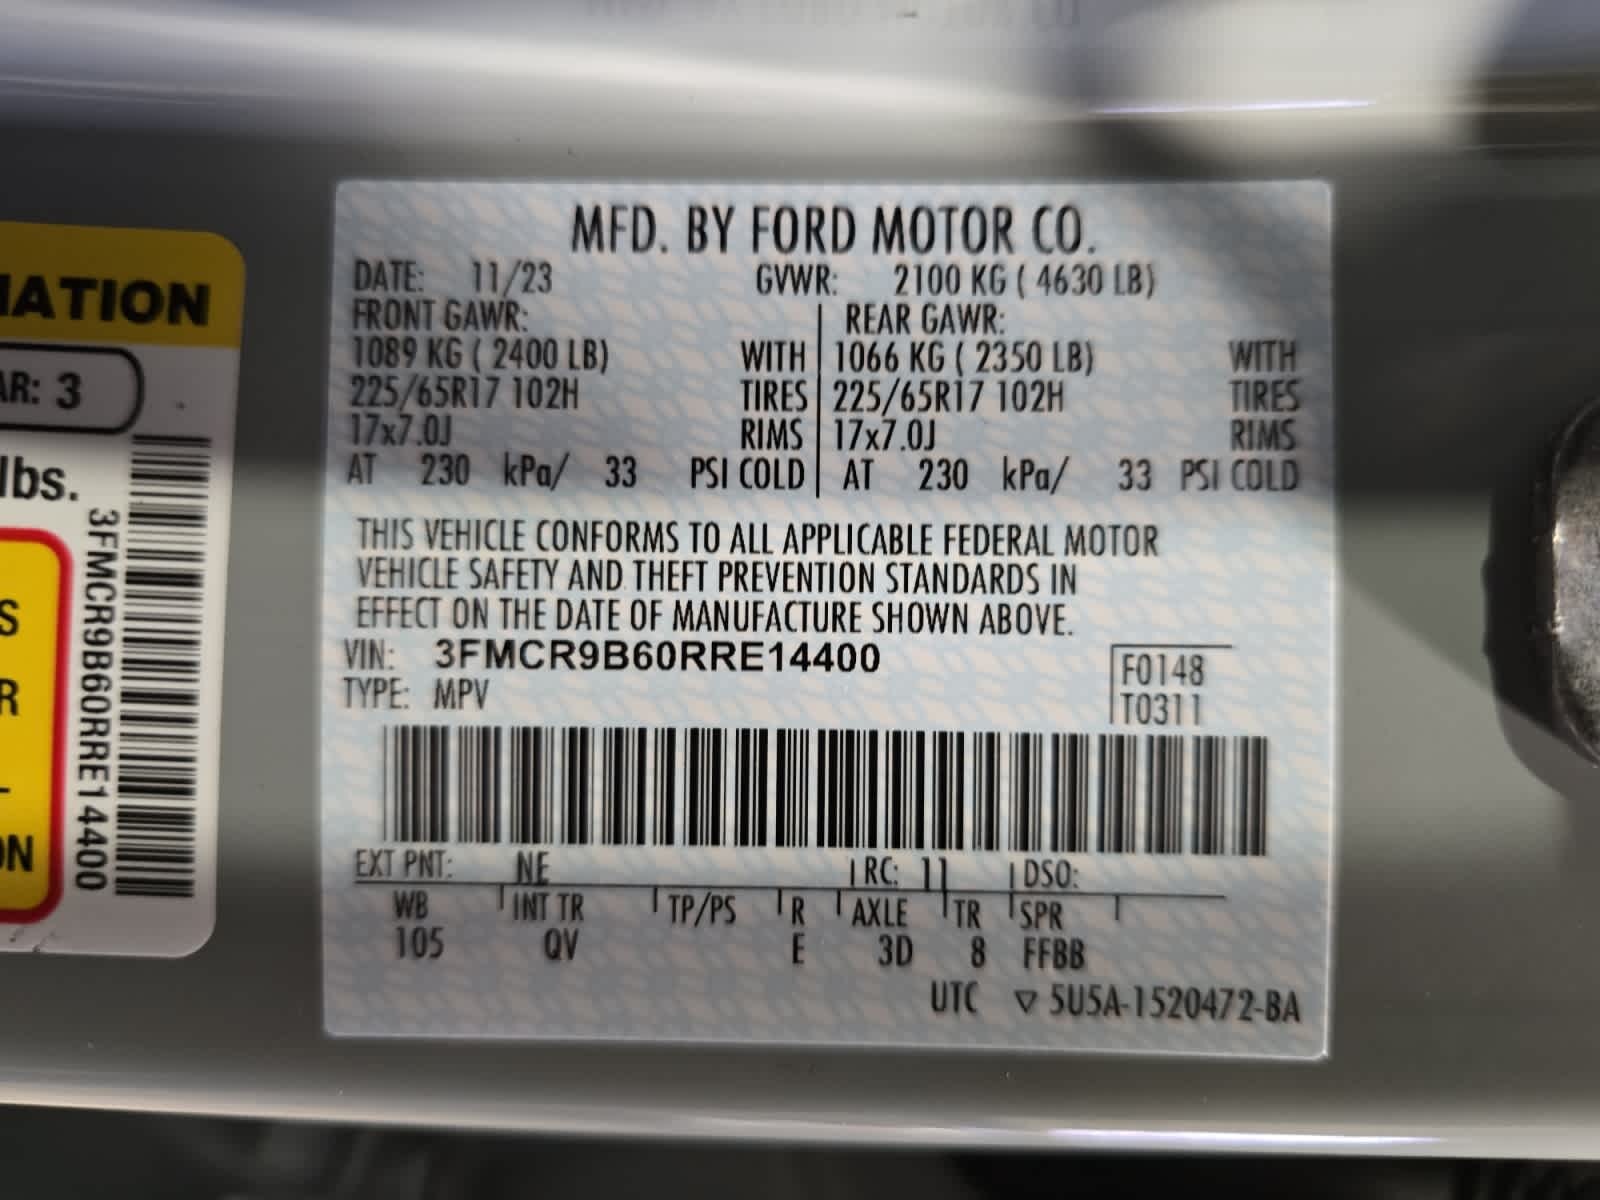 MFD. BY FORD MOTOR CO.
DATE: 11/23 GVWR: 2100 KG ( 4630 LB)
FRONT GAWR: REAR GAWR:
1089 KG ( 2400 LB) WITH 1066 KG ( 2350 LB) WITH
225/65R17 102H TIRES 225/65R17 102H TIRES
17x7.0J RIMS 17x7.0J RIMS
AT 230 kPa/ 33 PSI COLD AT 230 kPa/ 33 PSI COLD
THIS VEHICLE CONFORMS TO ALL APPLICABLE FEDERAL MOTOR
VEHICLE SAFETY AND THEFT PREVENTION STANDARDS IN
EFFECT ON THE DATE OF MANUFACTURE SHOWN ABOVE.
VIN: 3FMCR9B60RRE14400
TYPE: MPV
F0148
T0311
EXT PNT: NE RC: 11 DSO:
WB INT TR TP/PS R AXLE TR SPR
105 QV E 3D 8 FFBB
UTC ▽ 5U5A-1520472-BA
AR: 3
lbs.
3FMCR9B60RRE14400
S
R
ON